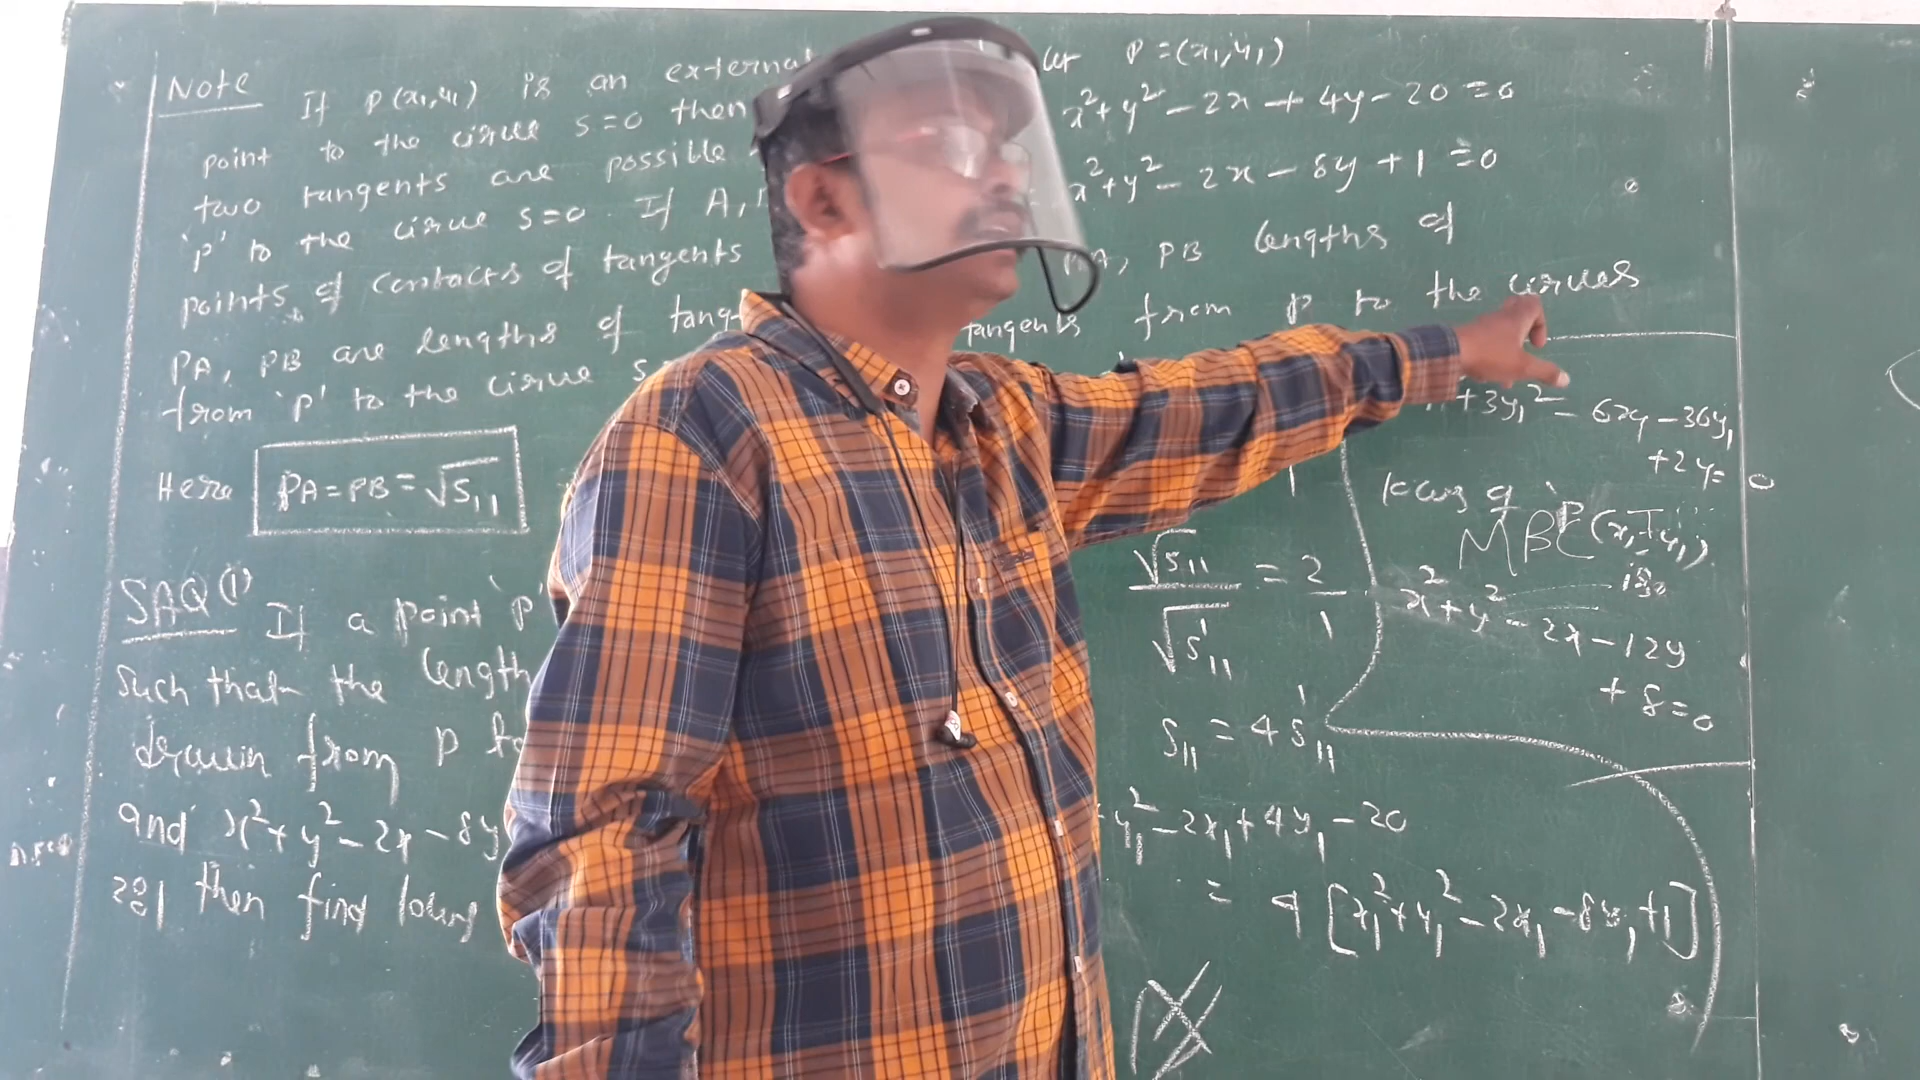 Note If P(x₁,y₁) is an external
point to the circle S=0 then
two tangents are possible
'P' to the circle S=0. If A,
points of contacts of tangents
PA, PB are lengths of tang
from 'P' to the circle S
Here PA=PB=√S₁₁
SAQ(1) If a point 'P'
such that the length
drawn from P to
and x²+y²-2x-8y
2:1 then find locus
let P=(x₁,y₁)
x²+y²-2x+4y-20=0
x²+y²-2x-8y+1=0
PA, PB lengths of
tangents from P to the circles
√S₁₁/√S'₁₁ = 2/1
S₁₁ = 4S'₁₁
+y₁²-2x₁+4y₁-20
= 4[x₁²+y₁²-2x₁-8y₁+1]
+3y₁²-6x₁-36y₁
+24=0
locus of P(x₁,y₁)
is
x²+y²-2x-12y
+8=0